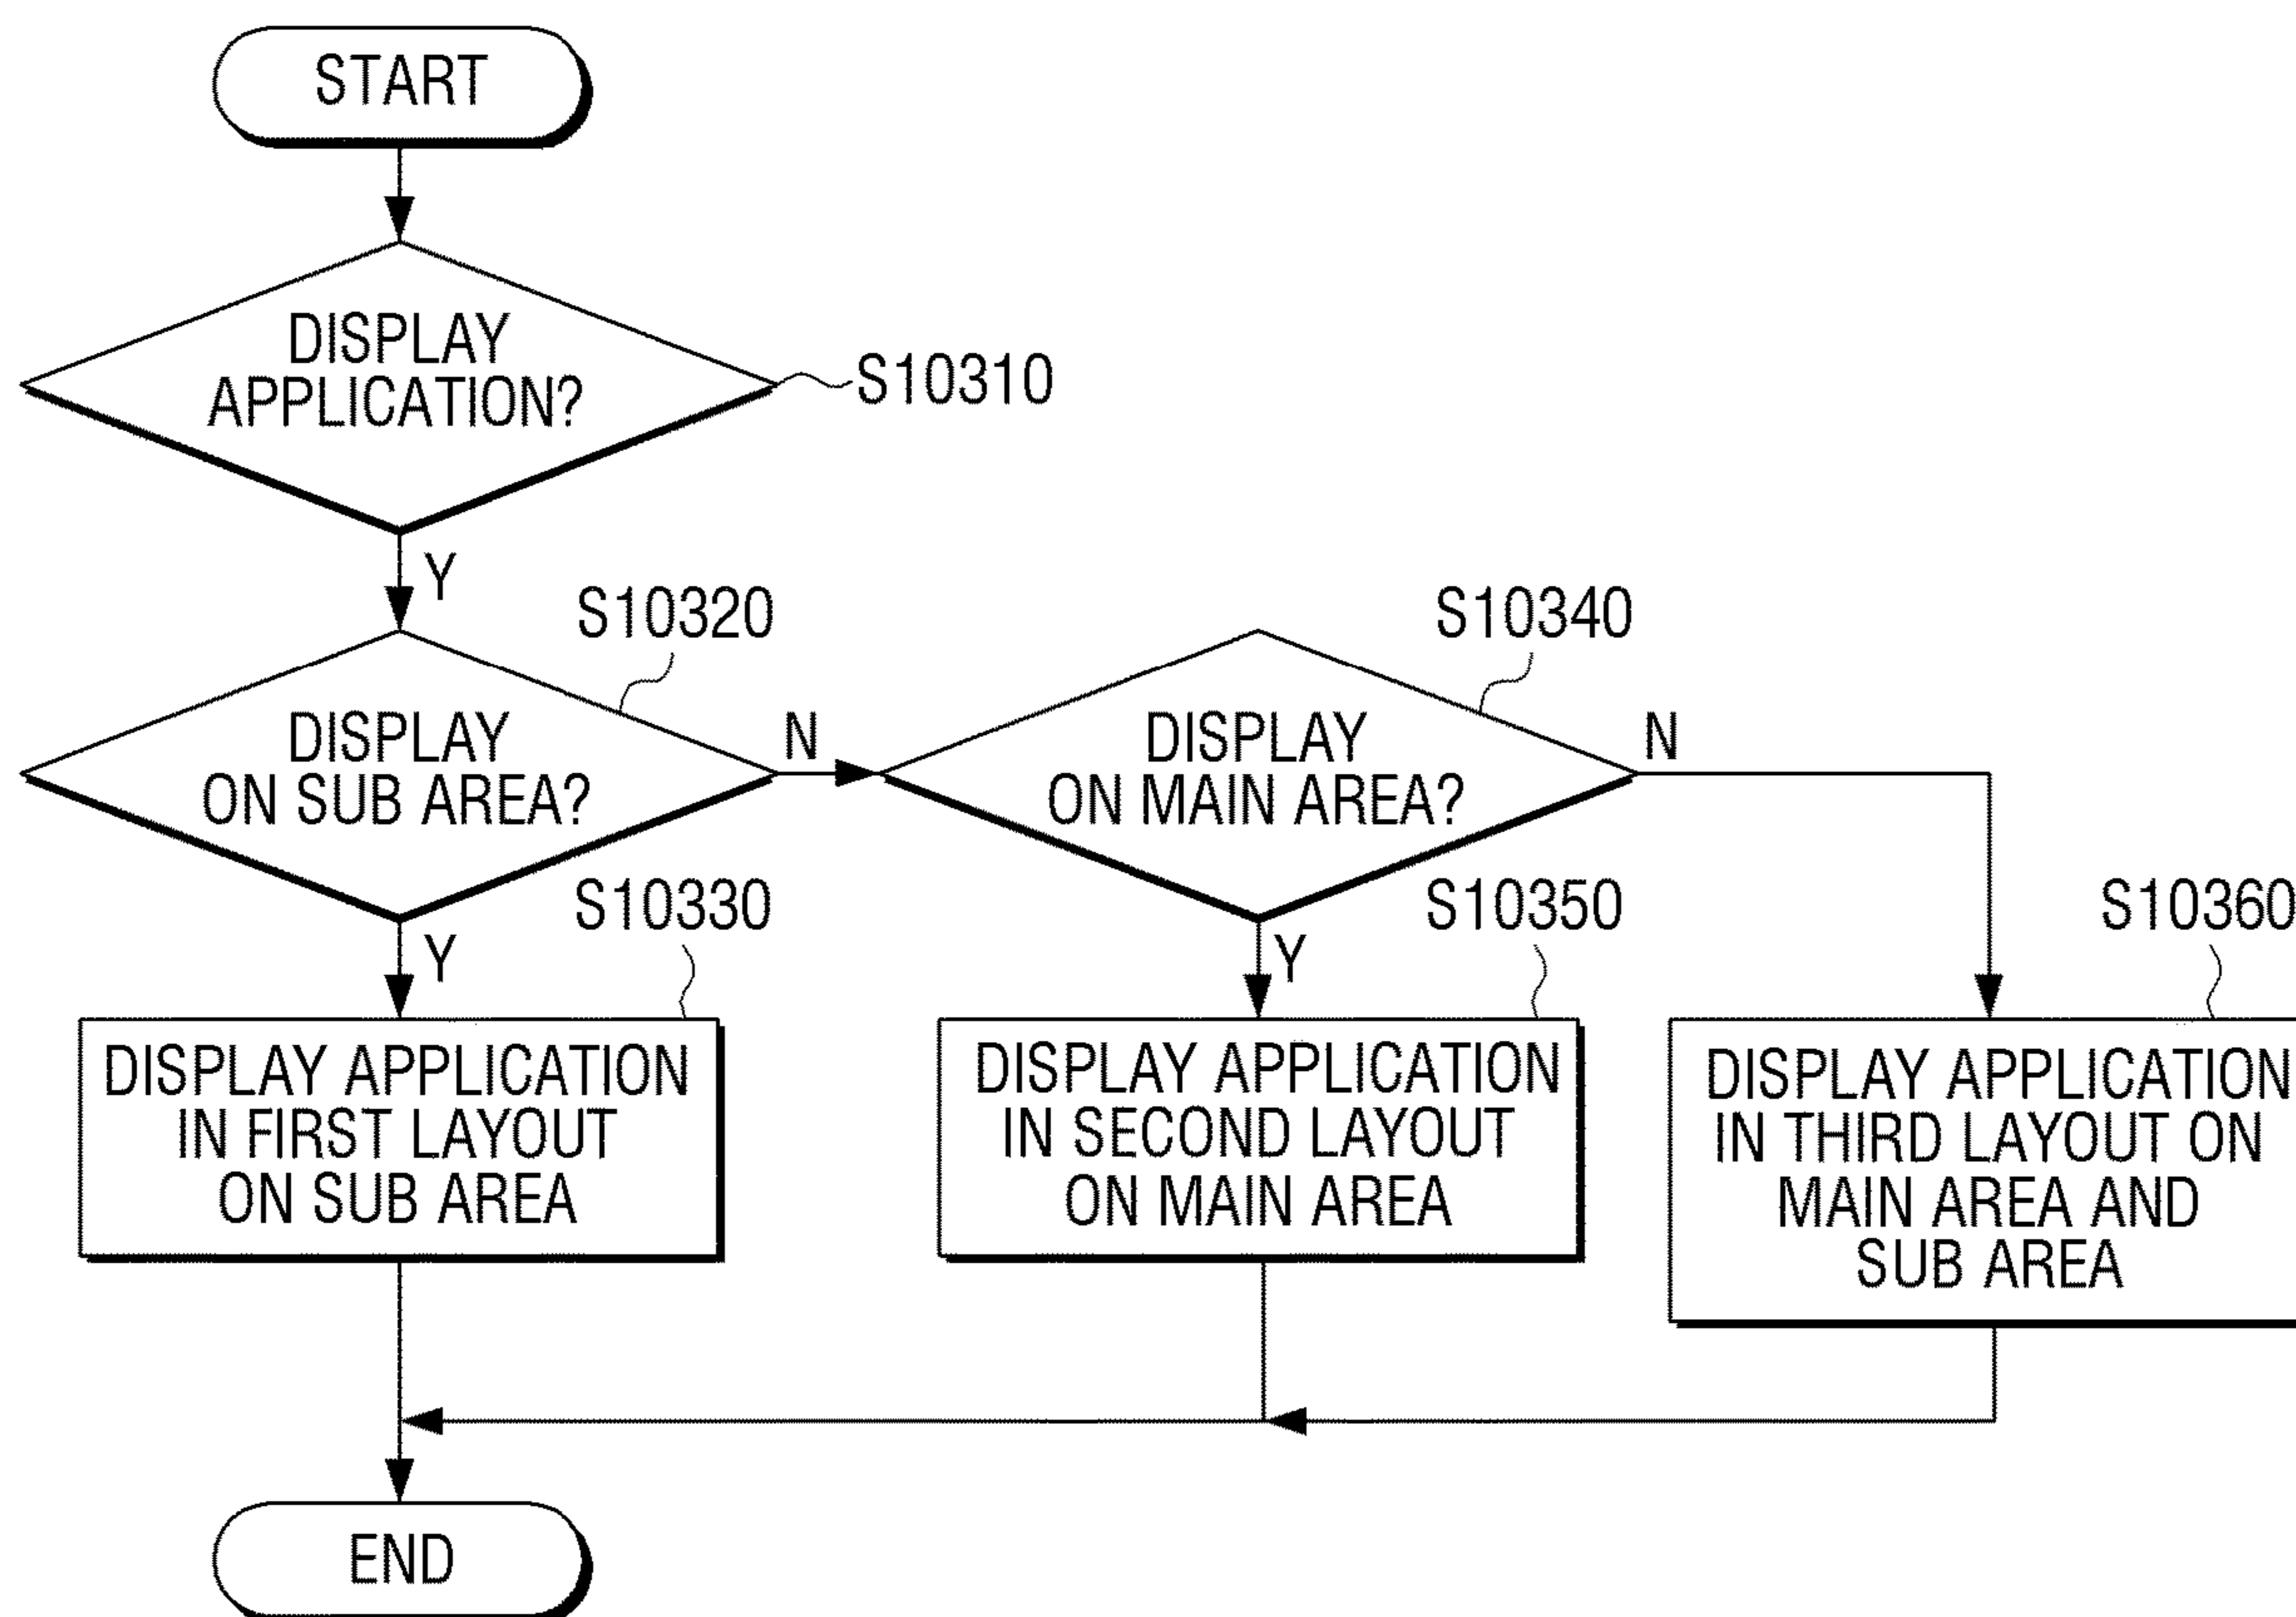 START
DISPLAY
APPLICATION?
S10310
Y
S10320
DISPLAY
ON SUB AREA?
N
S10340
DISPLAY
ON MAIN AREA?
N
Y
S10330
DISPLAY APPLICATION
IN FIRST LAYOUT
ON SUB AREA
Y
S10350
DISPLAY APPLICATION
IN SECOND LAYOUT
ON MAIN AREA
S10360
DISPLAY APPLICATION
IN THIRD LAYOUT ON
MAIN AREA AND
SUB AREA
END